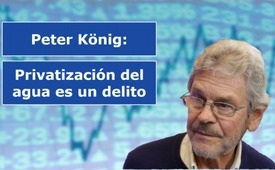 Peter König:
Privatización del
agua es un delito